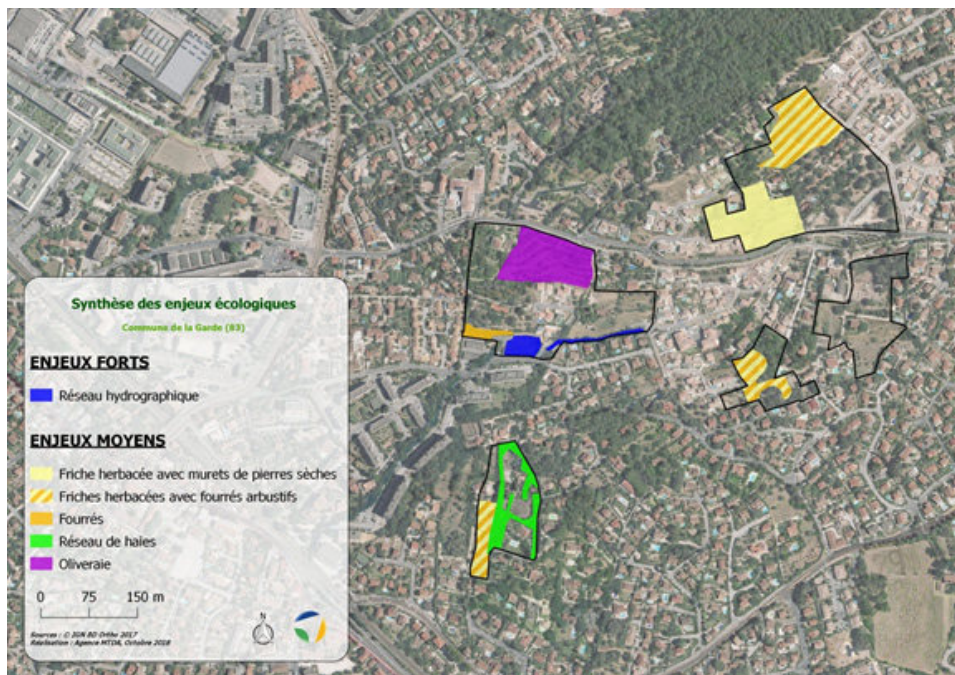 Synthèse des enjeux écologiques
Commune de la Garde (83)
ENJEUX FORTS
Réseau hydrographique
ENJEUX MOYENS
Friche herbacée avec murets de pierres sèches
Friches herbacées avec fourrés arbustifs
Fourrés
Réseau de haies
Oliveraie
0 75 150 m
N
Sources : © IGN BD Ortho 2017
Réalisation : Agence MTDA, Octobre 2018